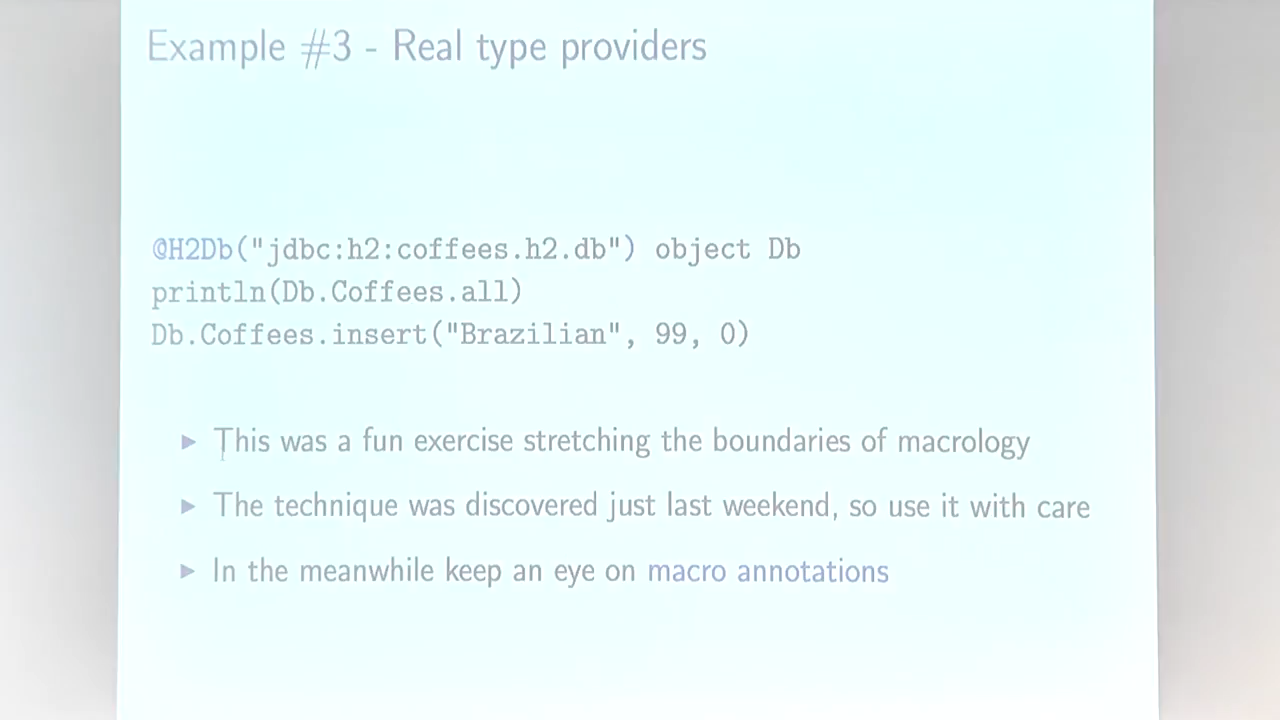 Example #3 - Real type providers
@H2Db("jdbc:h2:coffees.h2.db") object Db
println(Db.Coffees.all)
Db.Coffees.insert("Brazilian", 99, 0)
▶ This was a fun exercise stretching the boundaries of macrology
▶ The technique was discovered just last weekend, so use it with care
▶ In the meanwhile keep an eye on macro annotations